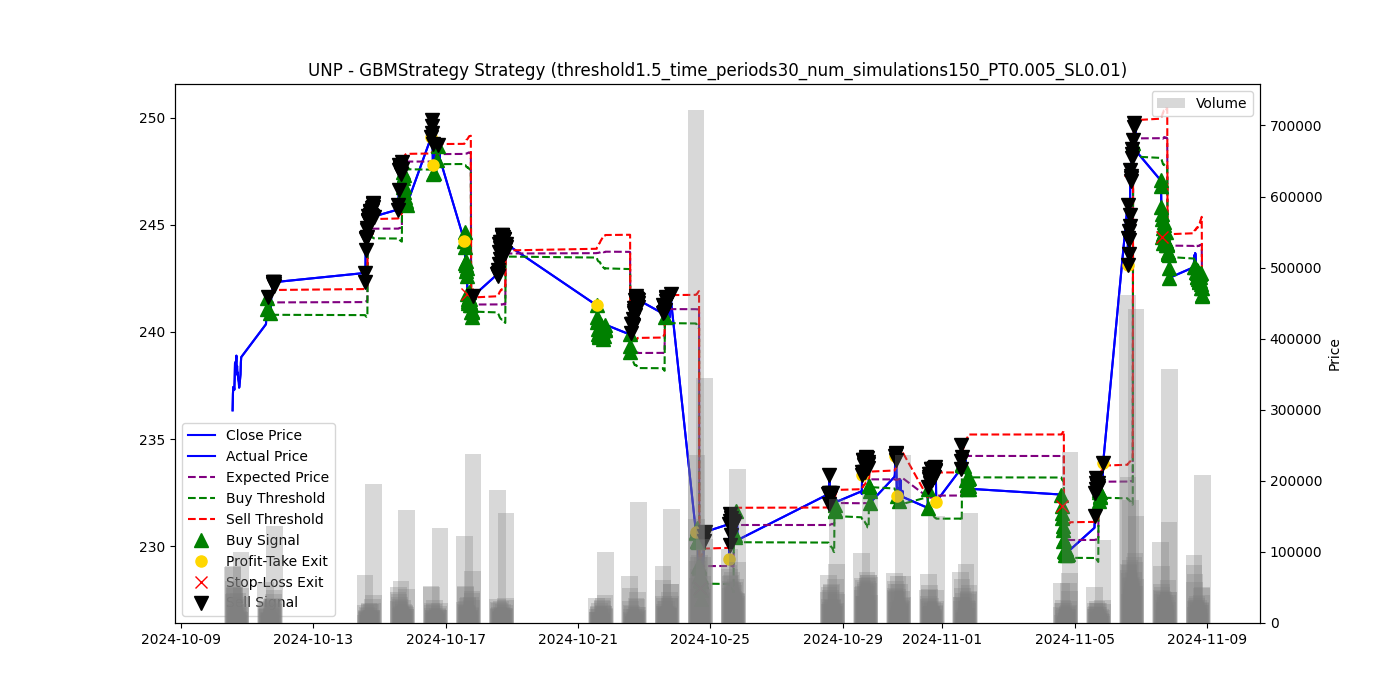 UNP - GBMStrategy Strategy (threshold1.5_time_periods30_num_simulations150_PT0.005_SL0.01)
250
245
240
235
230
Volume
700000
600000
500000
400000
300000
200000
100000
0
Price
Close Price
Actual Price
Expected Price
Buy Threshold
Sell Threshold
Buy Signal
Profit-Take Exit
Stop-Loss Exit
Sell Signal
2024-10-09
2024-10-13
2024-10-17
2024-10-21
2024-10-25
2024-10-29
2024-11-01
2024-11-05
2024-11-09